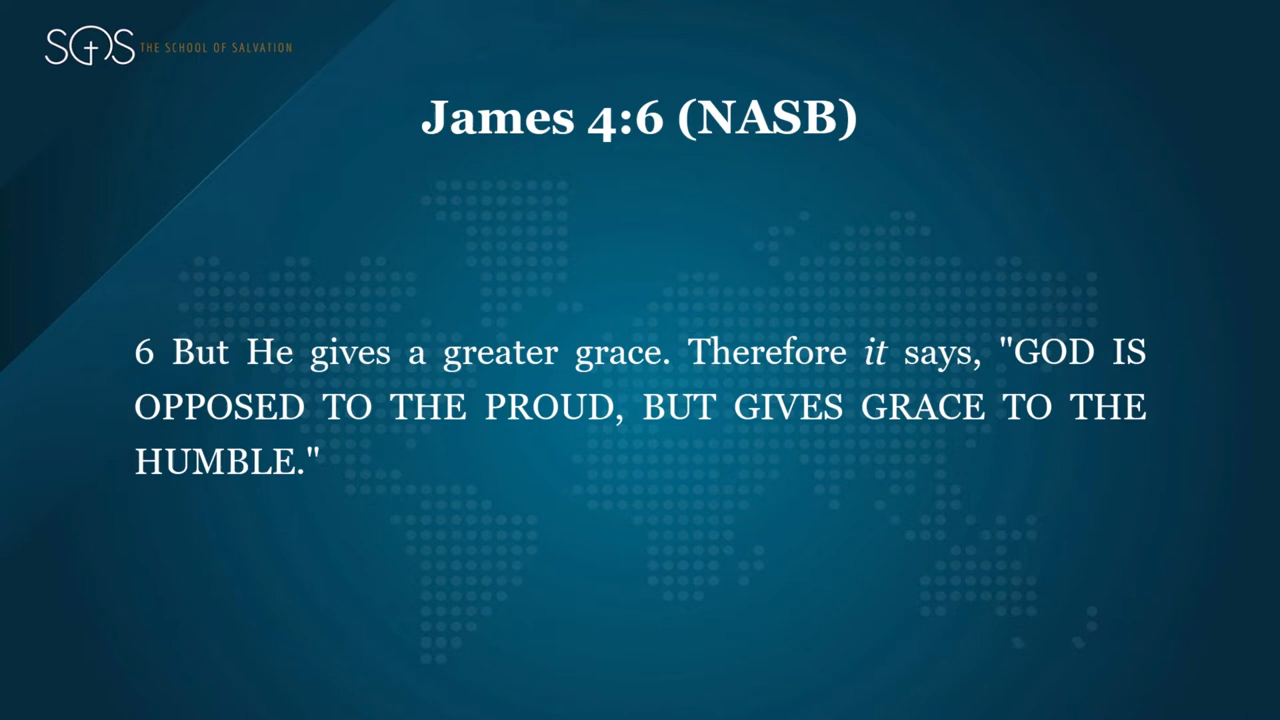 SOS THE SCHOOL OF SALVATION
James 4:6 (NASB)
6 But He gives a greater grace. Therefore it says, "GOD IS
OPPOSED TO THE PROUD, BUT GIVES GRACE TO THE
HUMBLE."